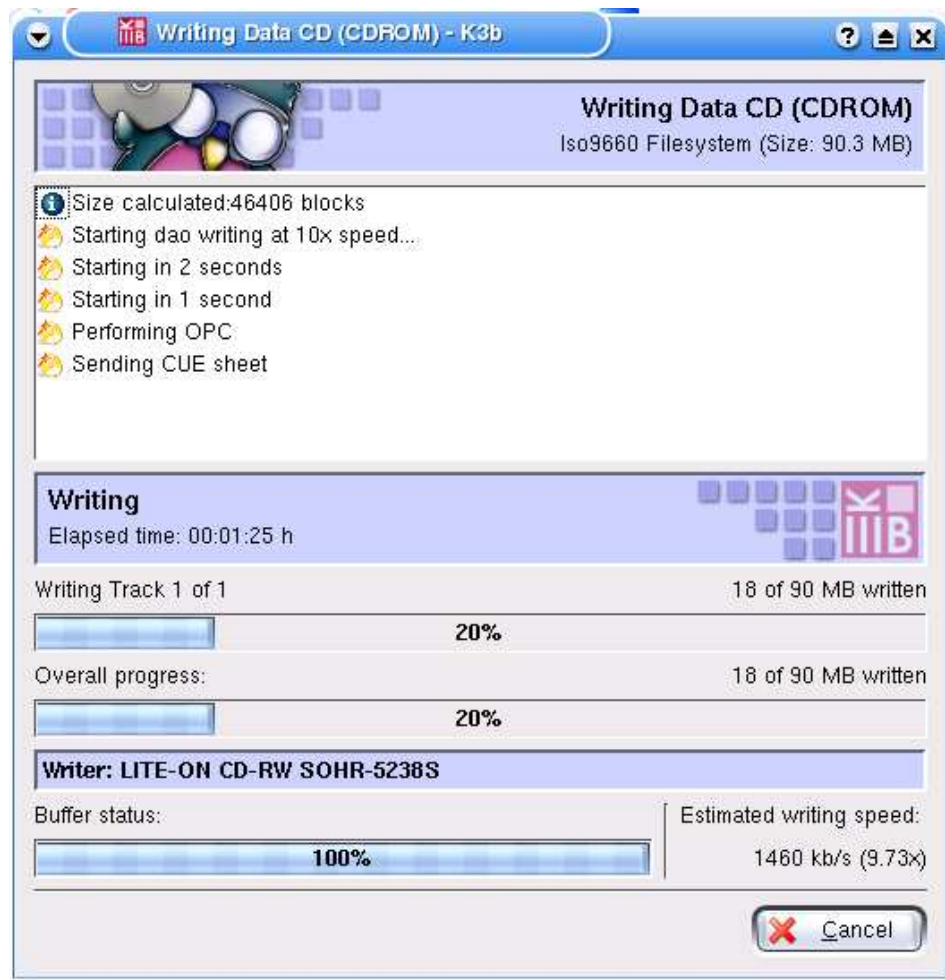 Writing Data CD (CDROM) - K3b
Writing Data CD (CDROM)
Iso9660 Filesystem (Size: 90.3 MB)
Size calculated:46406 blocks
Starting dao writing at 10x speed...
Starting in 2 seconds
Starting in 1 second
Performing OPC
Sending CUE sheet
Writing
Elapsed time: 00:01:25 h
K3B
Writing Track 1 of 1 18 of 90 MB written
20%
Overall progress: 18 of 90 MB written
20%
Writer: LITE-ON CD-RW SOHR-5238S
Buffer status: Estimated writing speed:
100% 1460 kb/s (9.73x)
Cancel